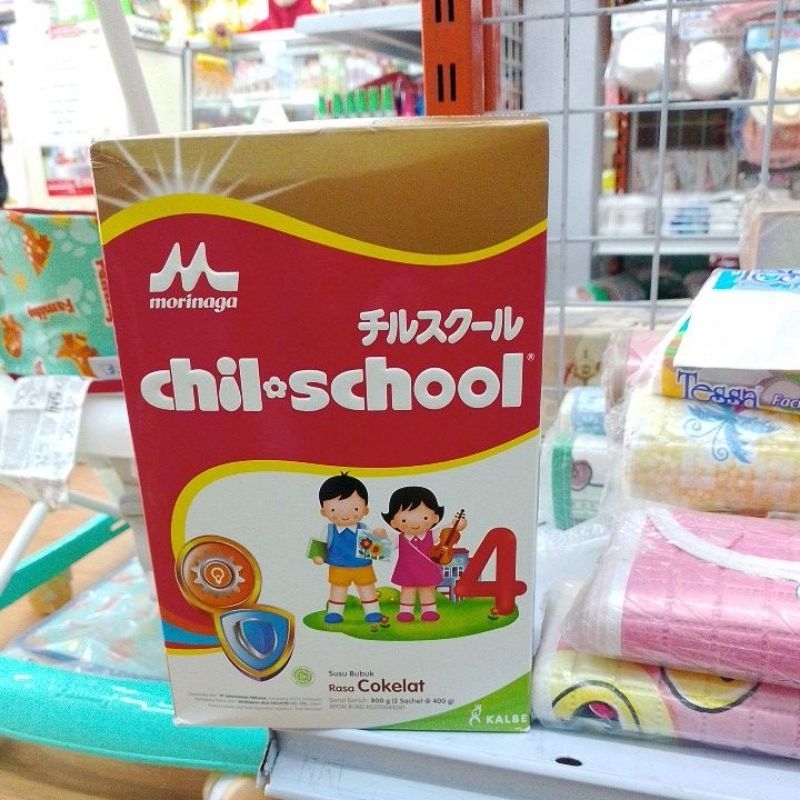 morinaga
チルスクール
chil school®
4
Susu Bubuk
Rasa Cokelat
Berat Bersih: 800 g (2 Sachet @ 400 g)
KALBE
Tessa